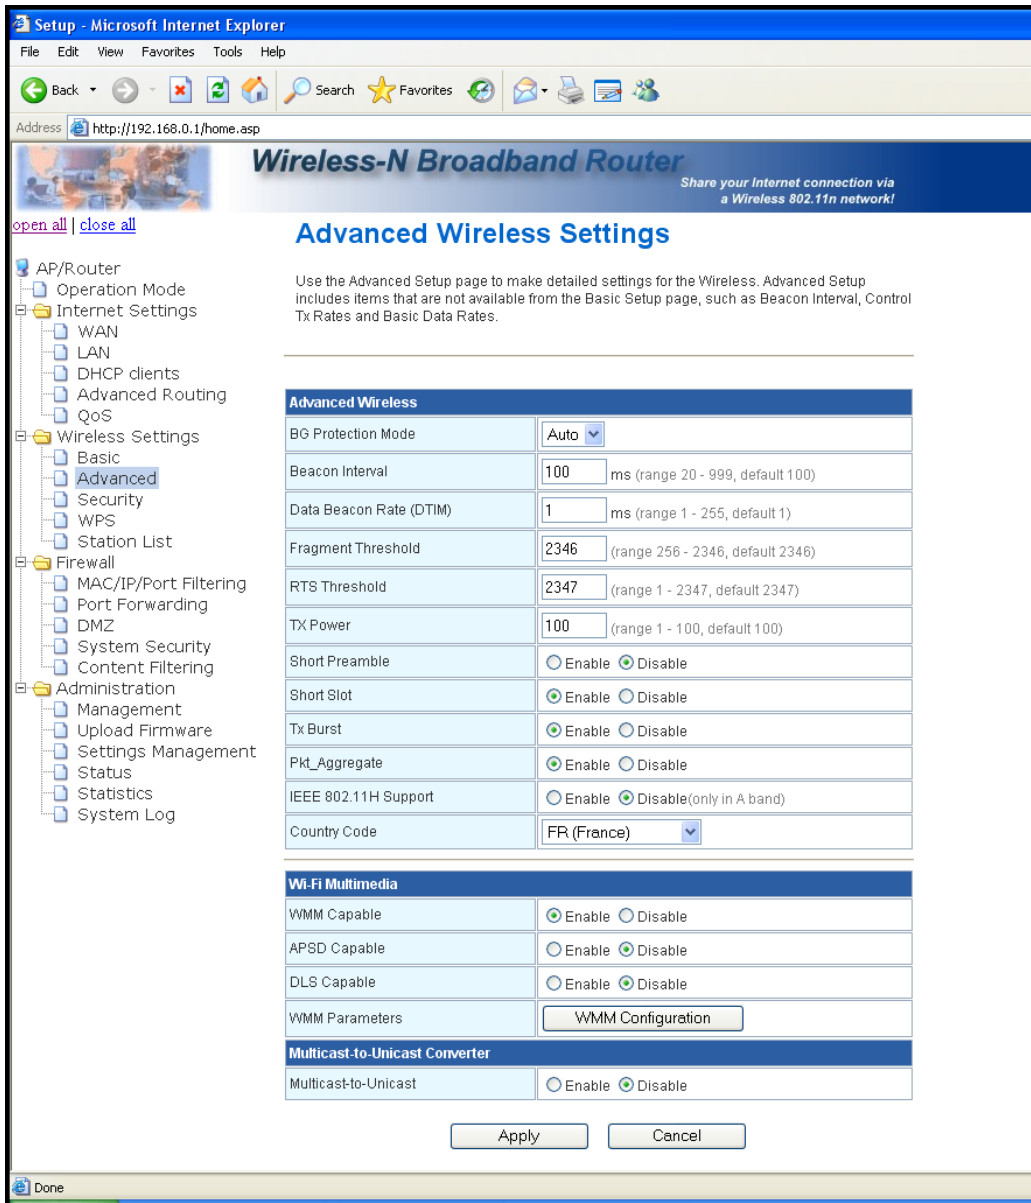 Setup - Microsoft Internet Explorer
File Edit View Favorites Tools Help
Back Search Favorites
Address http://192.168.0.1/home.asp
Wireless-N Broadband Router
Share your Internet connection via
a Wireless 802.11n network!
open all | close all
AP/Router
Operation Mode
Internet Settings
WAN
LAN
DHCP clients
Advanced Routing
QoS
Wireless Settings
Basic
Advanced
Security
WPS
Station List
Firewall
MAC/IP/Port Filtering
Port Forwarding
DMZ
System Security
Content Filtering
Administration
Management
Upload Firmware
Settings Management
Status
Statistics
System Log
Advanced Wireless Settings
Use the Advanced Setup page to make detailed settings for the Wireless. Advanced Setup
includes items that are not available from the Basic Setup page, such as Beacon Interval, Control
Tx Rates and Basic Data Rates.
Advanced Wireless
BG Protection Mode Auto
Beacon Interval 100 ms (range 20 - 999, default 100)
Data Beacon Rate (DTIM) 1 ms (range 1 - 255, default 1)
Fragment Threshold 2346 (range 256 - 2346, default 2346)
RTS Threshold 2347 (range 1 - 2347, default 2347)
TX Power 100 (range 1 - 100, default 100)
Short Preamble Enable Disable
Short Slot Enable Disable
Tx Burst Enable Disable
Pkt_Aggregate Enable Disable
IEEE 802.11H Support Enable Disable(only in A band)
Country Code FR (France)
Wi-Fi Multimedia
WMM Capable Enable Disable
APSD Capable Enable Disable
DLS Capable Enable Disable
WMM Parameters WMM Configuration
Multicast-to-Unicast Converter
Multicast-to-Unicast Enable Disable
Apply Cancel
Done